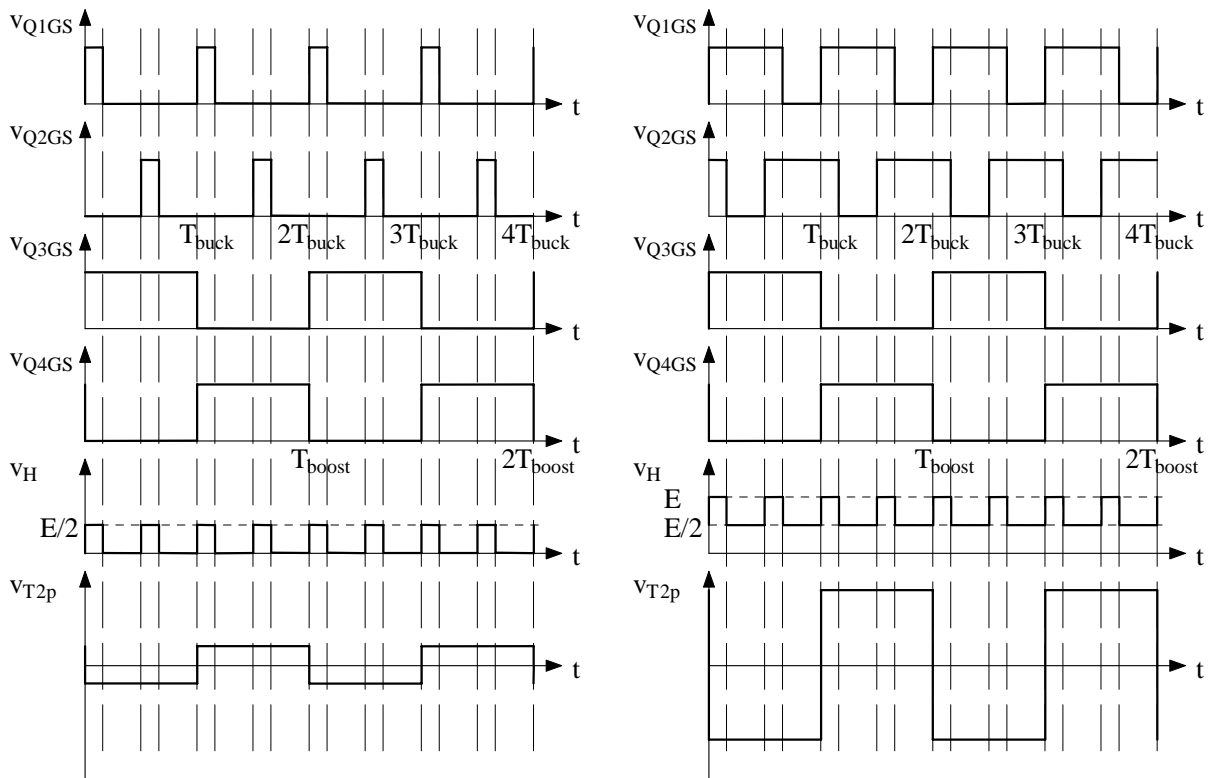 vQ1GS
t
vQ2GS
t
Tbuck 2Tbuck 3Tbuck 4Tbuck
vQ3GS
t
vQ4GS
t
Tboost 2Tboost
vH
E/2
t
vT2p
t
vQ1GS
t
vQ2GS
t
Tbuck 2Tbuck 3Tbuck 4Tbuck
vQ3GS
t
vQ4GS
t
Tboost 2Tboost
vH
E
E/2
t
vT2p
t